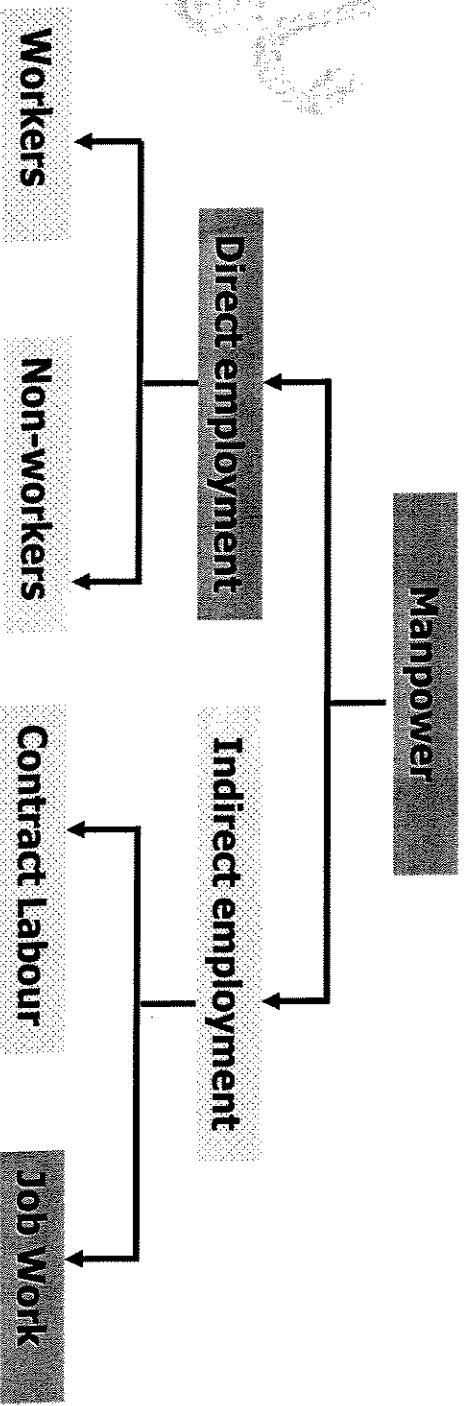 Manpower
Direct employment
Indirect employment
Workers
Non-workers
Contract Labour
Job Work